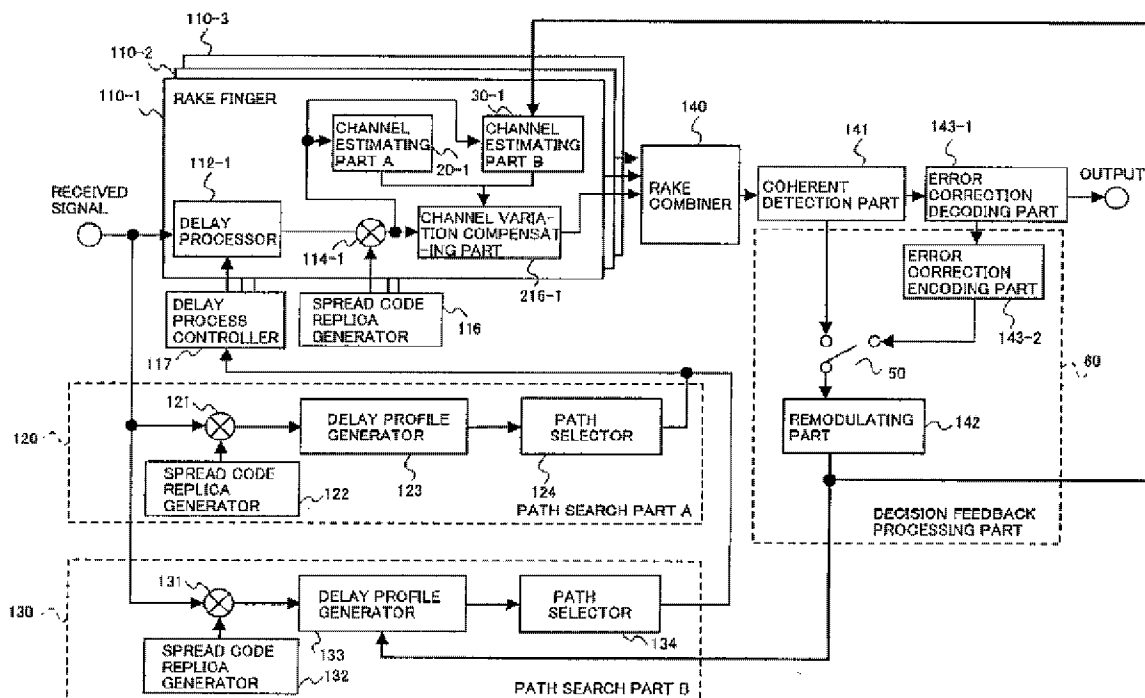 110-3
110-2
110-1
RAKE FINGER
30-1
CHANNEL
ESTIMATING
PART A
20-1
CHANNEL
ESTIMATING
PART B
140
141
143-1
112-1
RECEIVED
SIGNAL
DELAY
PROCESSOR
114-1
CHANNEL VARIA-
TION COMPENSAT
-ING PART
216-1
RAKE
COMBINER
COHERENT
DETECTION PART
ERROR
CORRECTION
DECODING PART
OUTPUT
DELAY
PROCESS
CONTROLLER
117
SPREAD CODE
REPLICA
GENERATOR
116
ERROR
CORRECTION
ENCODING PART
143-2
50
60
120
121
DELAY PROFILE
GENERATOR
123
PATH
SELECTOR
124
REMODULATING
PART
142
SPREAD CODE
REPLICA
GENERATOR
122
PATH SEARCH PART A
DECISION FEEDBACK
PROCESSING PART
130
131
DELAY PROFILE
GENERATOR
133
PATH
SELECTOR
134
SPREAD CODE
REPLICA
GENERATOR
132
PATH SEARCH PART B